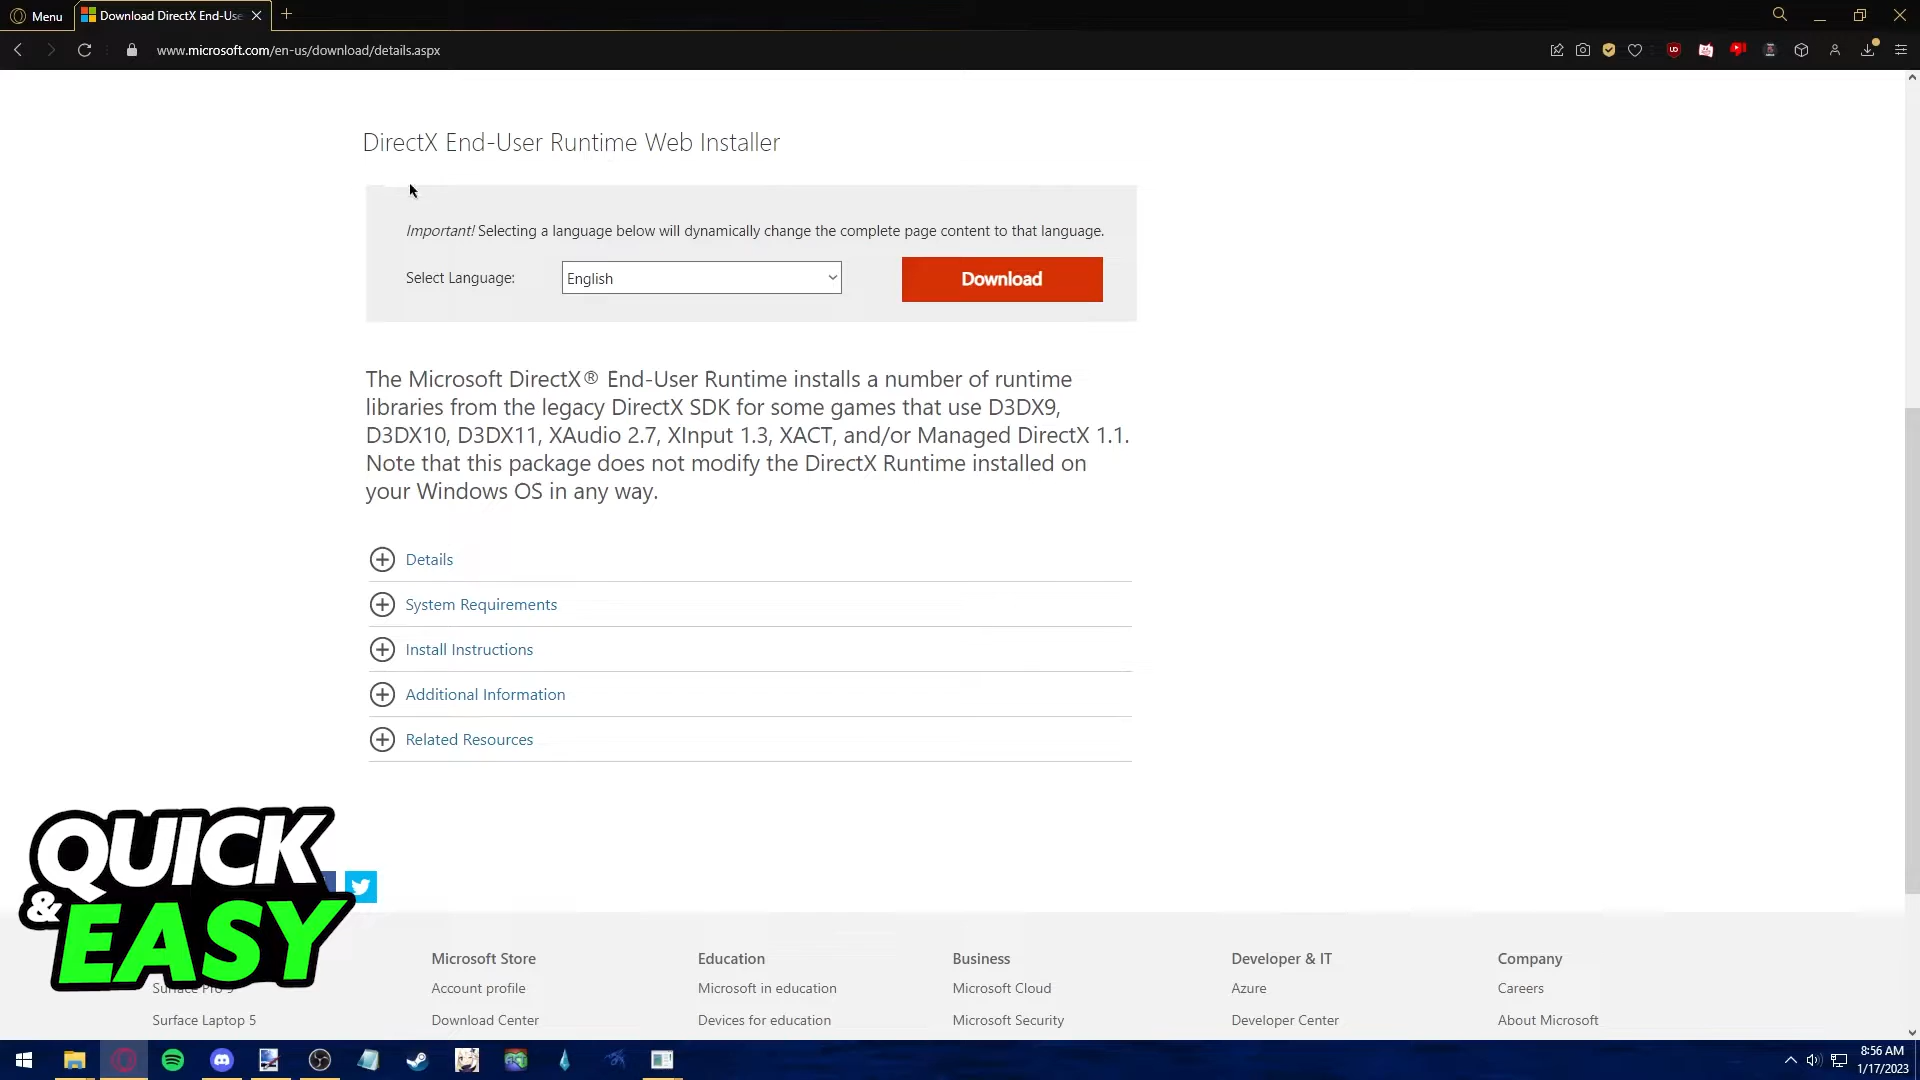 Menu
Download DirectX End-Use
www.microsoft.com/en-us/download/details.aspx
DirectX End-User Runtime Web Installer
Important! Selecting a language below will dynamically change the complete page content to that language.
Select Language:
English
Download
The Microsoft DirectX® End-User Runtime installs a number of runtime
libraries from the legacy DirectX SDK for some games that use D3DX9,
D3DX10, D3DX11, XAudio 2.7, XInput 1.3, XACT, and/or Managed DirectX 1.1.
Note that this package does not modify the DirectX Runtime installed on
your Windows OS in any way.
Details
System Requirements
Install Instructions
Additional Information
Related Resources
QUICK
& EASY
Microsoft Store
Education
Business
Developer & IT
Company
Surface Pro 9
Account profile
Microsoft in education
Microsoft Cloud
Azure
Careers
Surface Laptop 5
Download Center
Devices for education
Microsoft Security
Developer Center
About Microsoft
8:56 AM
1/17/2023